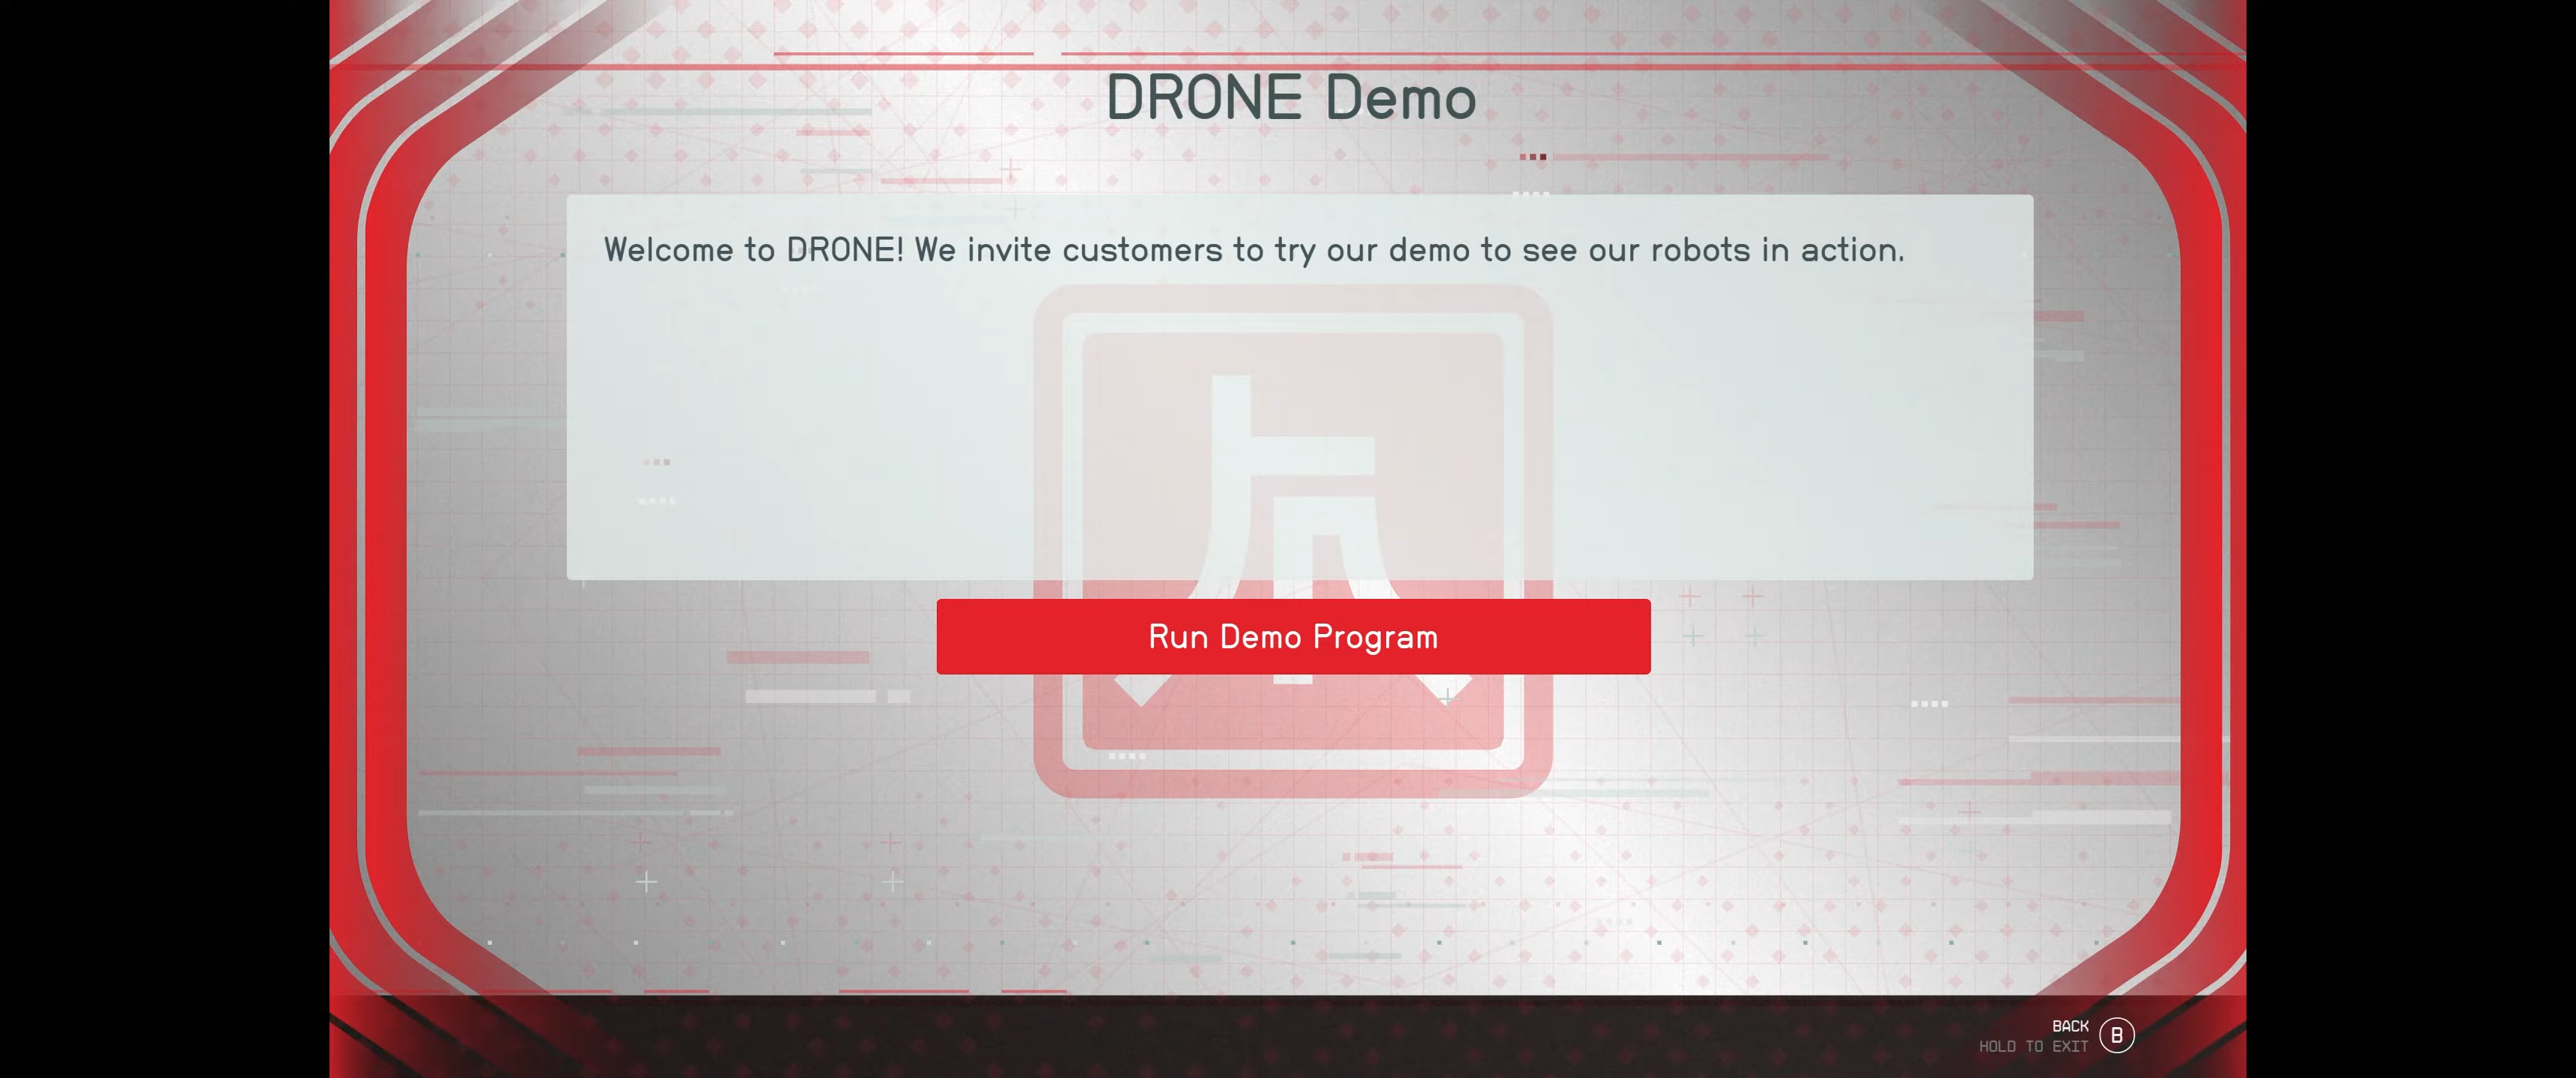 DRONE Demo
Welcome to DRONE! We invite customers to try our demo to see our robots in action.
Run Demo Program
BACK
B
HOLD TO EXIT